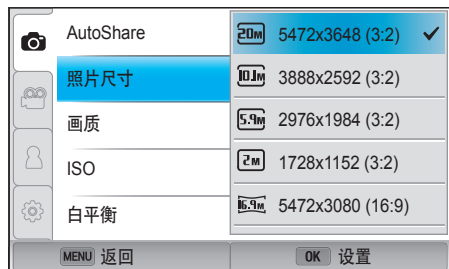 AutoShare
照片尺寸
画质
ISO
白平衡
20M 5472x3648 (3:2)
10.1M 3888x2592 (3:2)
5.9M 2976x1984 (3:2)
2M 1728x1152 (3:2)
16.9M 5472x3080 (16:9)
MENU 返回
OK 设置